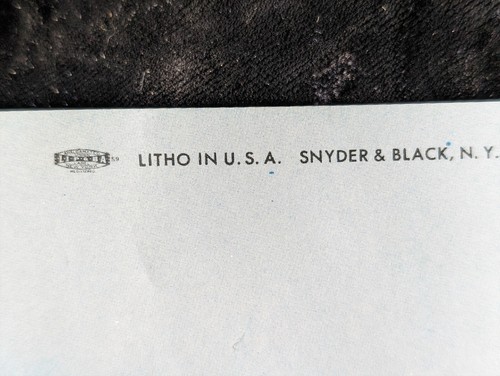 LITHO IN U. S. A. SNYDER & BLACK, N. Y.